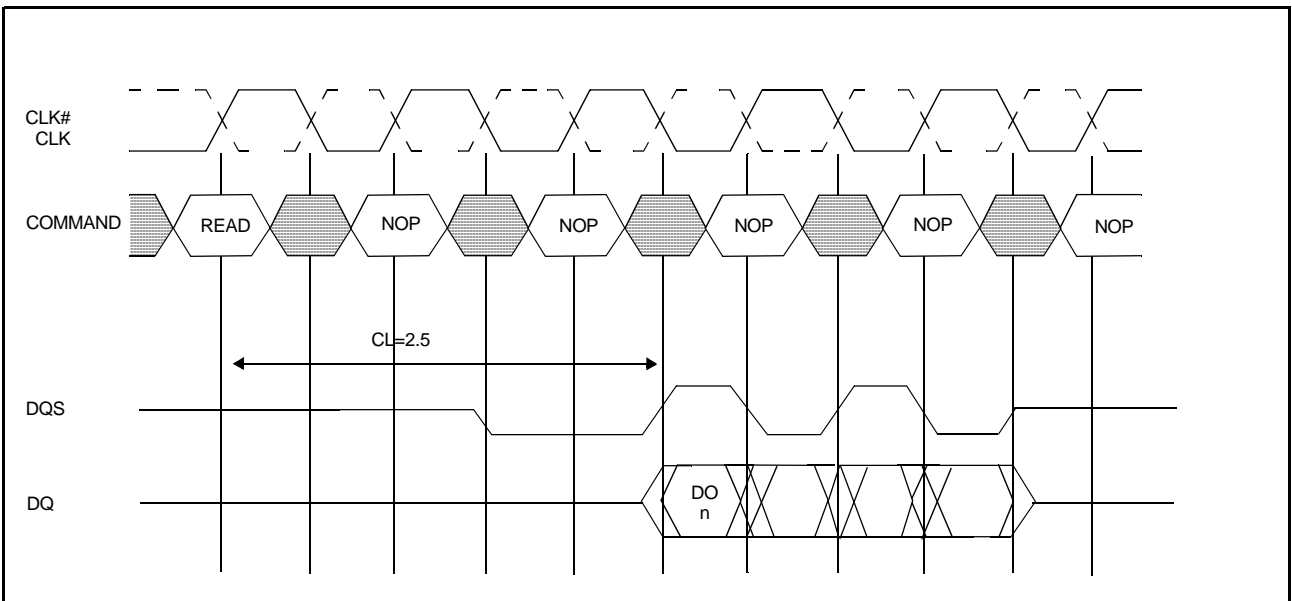 CLK#
CLK
COMMAND
READ NOP NOP NOP NOP NOP
CL=2.5
DQS
DQ
DO
n